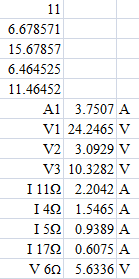 11
6.678571
15.67857
6.464525
11.46452
A1 3.7507 A
V1 24.2465 V
V2 3.0929 V
V3 10.3282 V
I 11Ω 2.2042 A
I 4Ω 1.5465 A
I 5Ω 0.9389 A
I 17Ω 0.6075 A
V 6Ω 5.6336 V